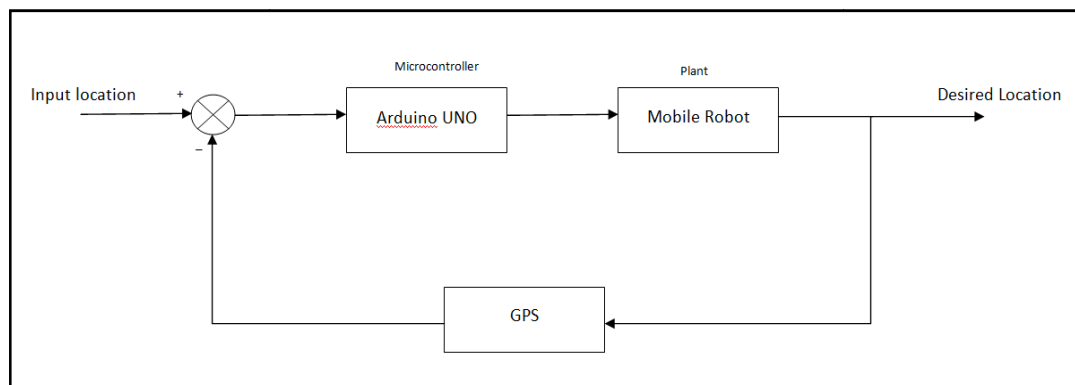 Microcontroller
Plant
Input location
+
Arduino UNO
Mobile Robot
Desired Location
–
GPS